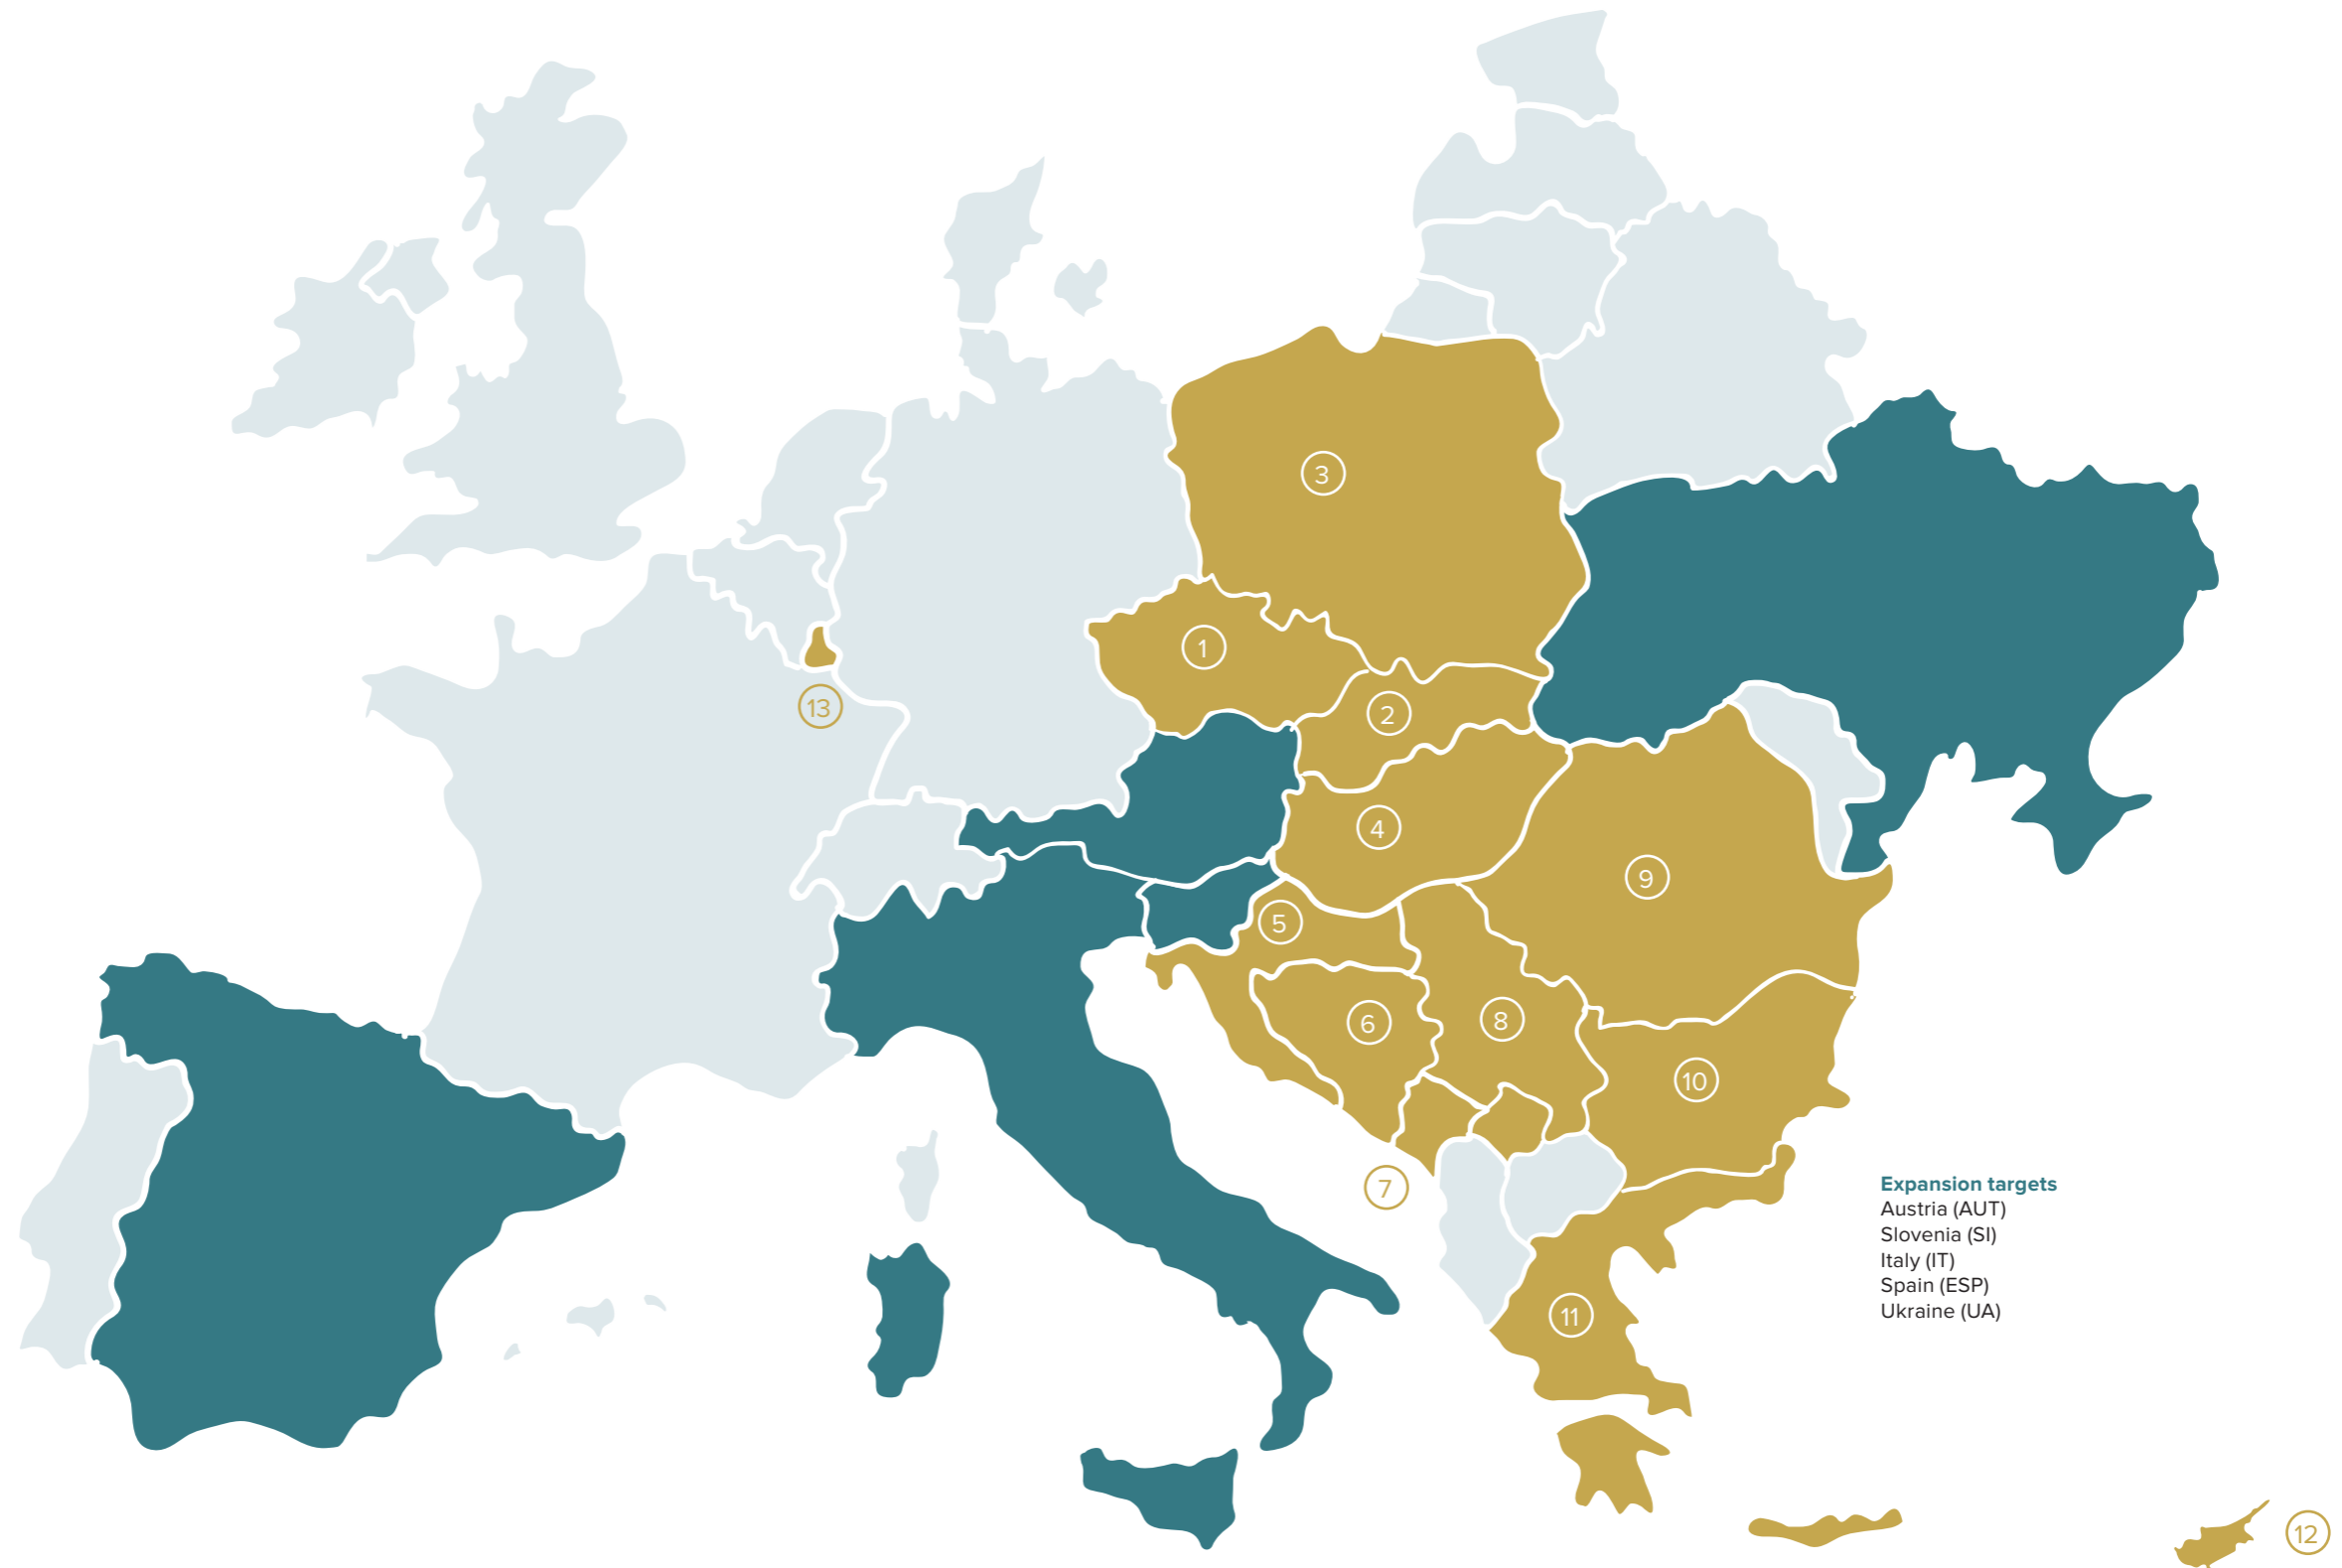 3
1
13
2
4
9
5
6
8
10
7
Expansion targets
Austria (AUT)
Slovenia (SI)
Italy (IT)
Spain (ESP)
Ukraine (UA)
11
12